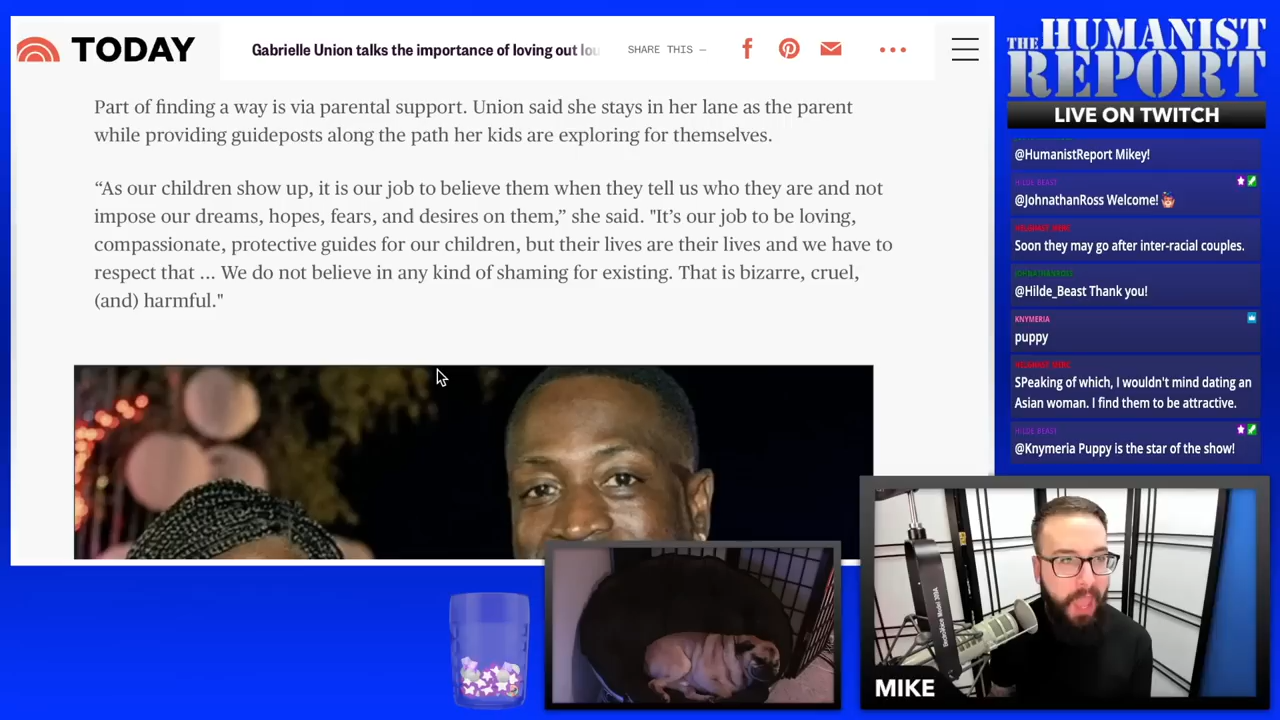 TODAY
Gabrielle Union talks the importance of loving out lou
SHARE THIS —
Part of finding a way is via parental support. Union said she stays in her lane as the parent
while providing guideposts along the path her kids are exploring for themselves.
“As our children show up, it is our job to believe them when they tell us who they are and not
impose our dreams, hopes, fears, and desires on them,” she said. "It’s our job to be loving,
compassionate, protective guides for our children, but their lives are their lives and we have to
respect that ... We do not believe in any kind of shaming for existing. That is bizarre, cruel,
(and) harmful."
THE HUMANIST
REPORT
LIVE ON TWITCH
@HumanistReport Mikey!
HILDE BEAST
@JohnathanRoss Welcome!
Soon they may go after inter-racial couples.
JOHNATHANROSS
@Hilde_Beast Thank you!
KNYMERIA
puppy
SPeaking of which, I wouldn't mind dating an
Asian woman. I find them to be attractive.
HILDE BEAST
@Knymeria Puppy is the star of the show!
MIKE